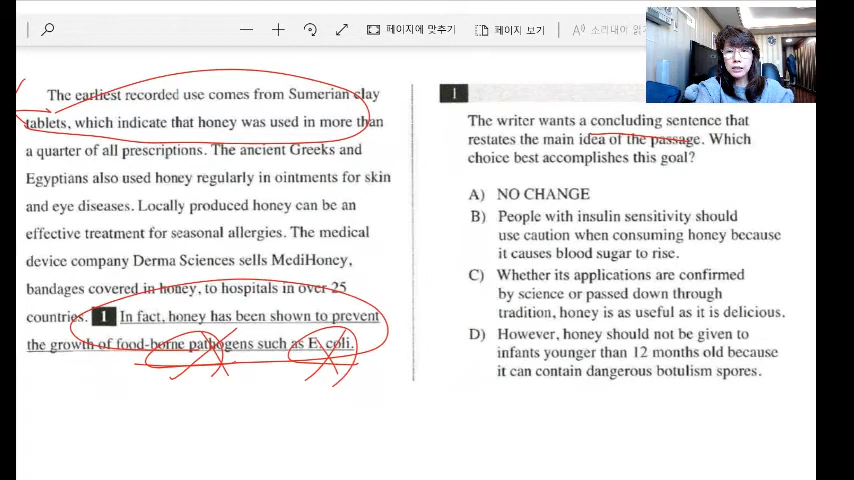 페이지에 맞추기
페이지 보기
A 소리내어 읽
The earliest recorded use comes from Sumerian clay
tablets, which indicate that honey was used in more than
a quarter of all prescriptions. The ancient Greeks and
Egyptians also used honey regularly in ointments for skin
and eye diseases. Locally produced honey can be an
effective treatment for seasonal allergies. The medical
device company Derma Sciences sells MediHoney,
bandages covered in honey, to hospitals in over 25
countries. 1 In fact, honey has been shown to prevent
the growth of food-borne pathogens such as E. coli.
1
The writer wants a concluding sentence that
restates the main idea of the passage. Which
choice best accomplishes this goal?
A) NO CHANGE
B) People with insulin sensitivity should
use caution when consuming honey because
it causes blood sugar to rise.
C) Whether its applications are confirmed
by science or passed down through
tradition, honey is as useful as it is delicious.
D) However, honey should not be given to
infants younger than 12 months old because
it can contain dangerous botulism spores.